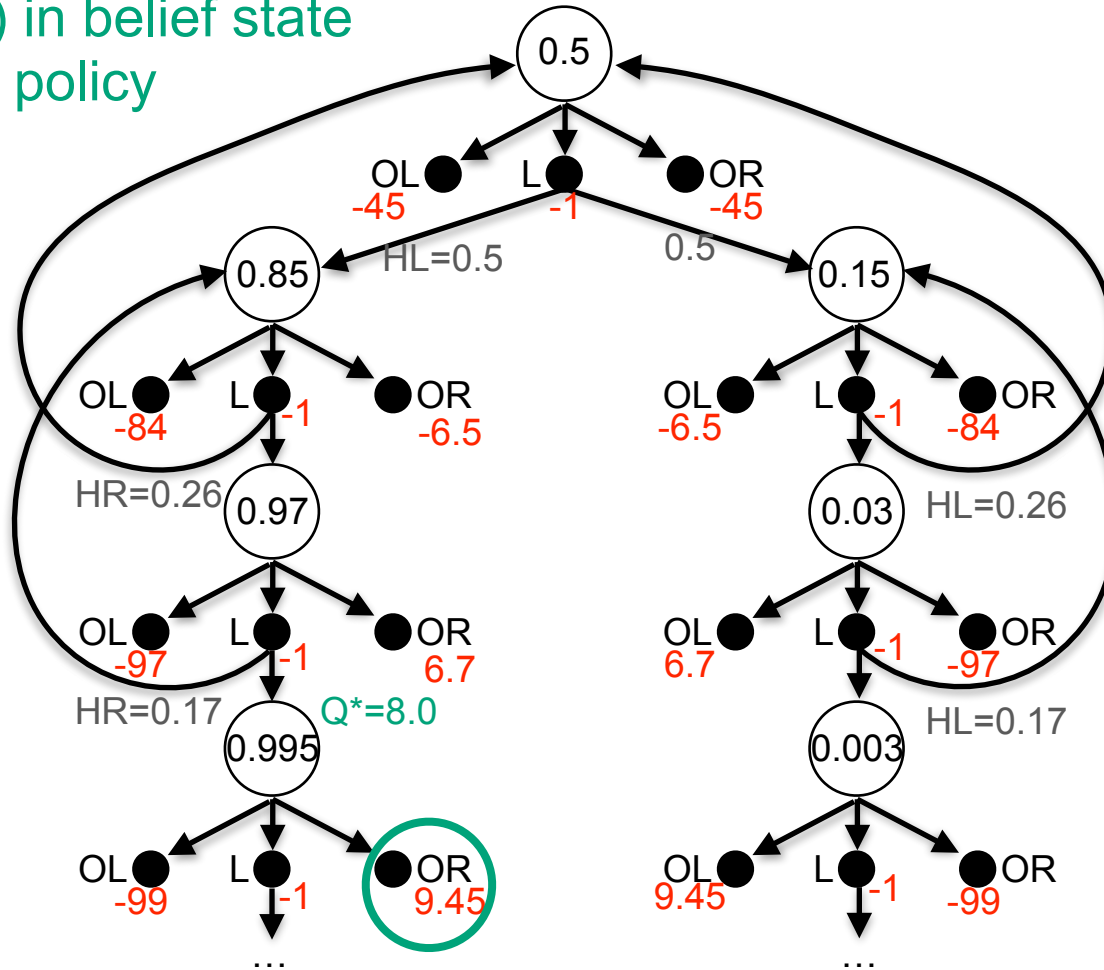 ) in belief state
policy
0.5
OL L OR
-45 -1 -45
HL=0.5 0.5
0.85 0.15
OL L OR OL L OR
-84 -1 -6.5 -6.5 -1 -84
HR=0.26 HL=0.26
0.97 0.03
OL L OR OL L OR
-97 -1 6.7 6.7 -1 -97
HR=0.17 Q*=8.0 HL=0.17
0.995 0.003
OL L OR OL L OR
-99 -1 9.45 9.45 -1 -99
... ...